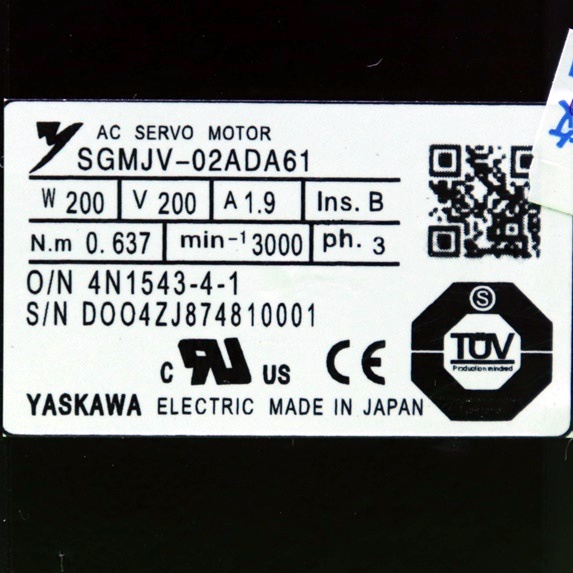 AC SERVO MOTOR
SGMJV-02ADA61
W 200 V 200 A 1.9 Ins. B
N.m 0.637 min-¹ 3000 ph. 3
O/N 4N1543-4-1
S/N D004ZJ874810001
C UR US CE
S
TÜV
Production monitored
YASKAWA ELECTRIC MADE IN JAPAN